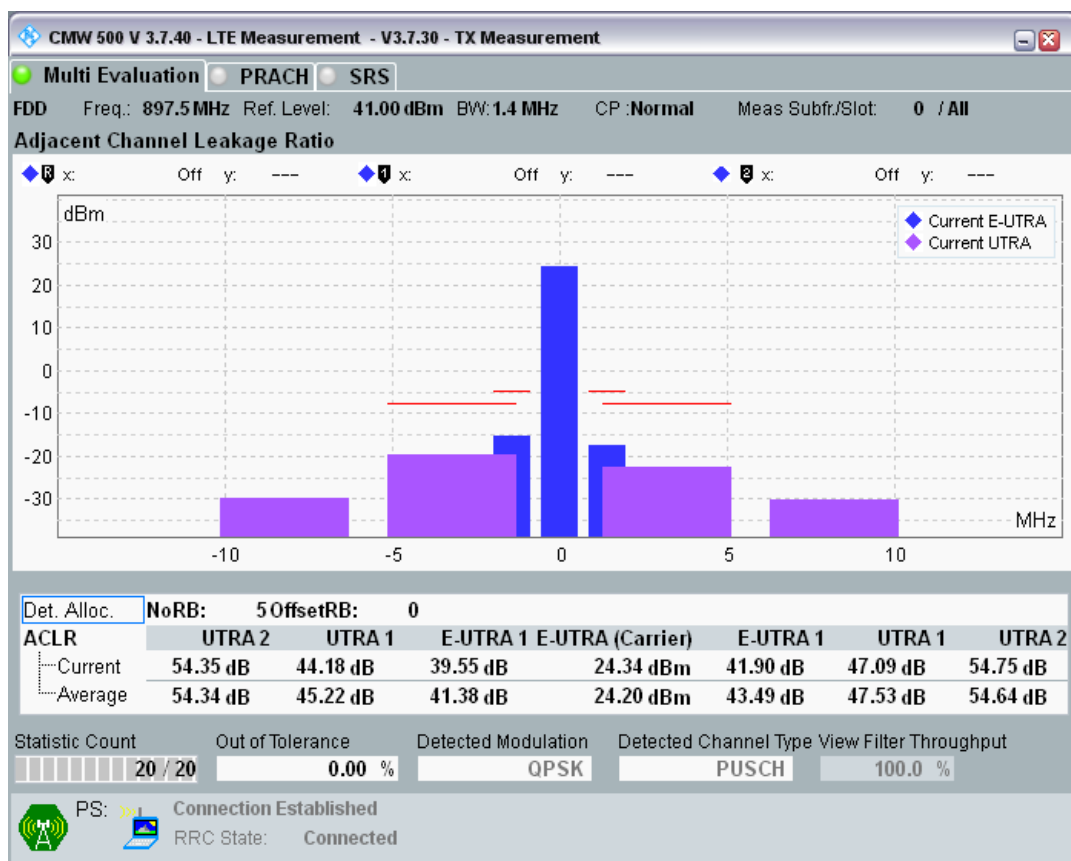 CMW 500 V 3.7.40 - LTE Measurement - V3.7.30 - TX Measurement
Multi Evaluation PRACH SRS
FDD Freq.: 897.5 MHz Ref. Level: 41.00 dBm BW: 1.4 MHz CP :Normal Meas Subfr./Slot: 0 / All
Adjacent Channel Leakage Ratio
R x: Off y: --- 1 x: Off y: --- 2 x: Off y: ---
dBm
Current E-UTRA
Current UTRA
30
20
10
0
-10
-20
-30
MHz
-10 -5 0 5 10
Det. Alloc. NoRB: 5 OffsetRB: 0
ACLR UTRA 2 UTRA 1 E-UTRA 1 E-UTRA (Carrier) E-UTRA 1 UTRA 1 UTRA 2
Current 54.35 dB 44.18 dB 39.55 dB 24.34 dBm 41.90 dB 47.09 dB 54.75 dB
Average 54.34 dB 45.22 dB 41.38 dB 24.20 dBm 43.49 dB 47.53 dB 54.64 dB
Statistic Count Out of Tolerance Detected Modulation Detected Channel Type View Filter Throughput
20 / 20 0.00 % QPSK PUSCH 100.0 %
PS: Connection Established
RRC State: Connected